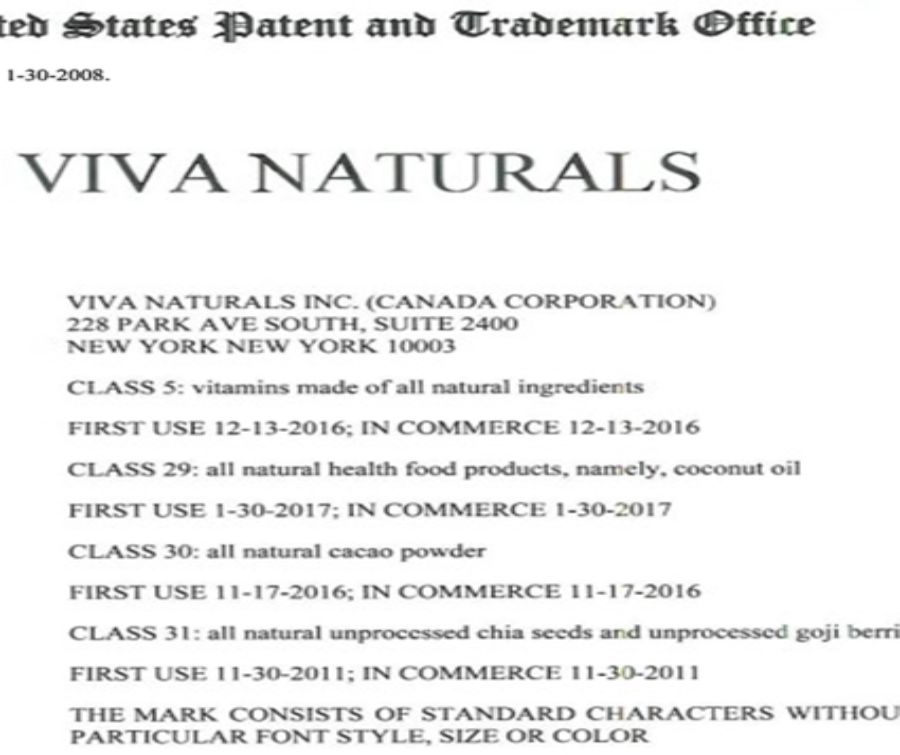 ted States Patent and Trademark Office
1-30-2008.
VIVA NATURALS
VIVA NATURALS INC. (CANADA CORPORATION)
228 PARK AVE SOUTH, SUITE 2400
NEW YORK NEW YORK 10003
CLASS 5: vitamins made of all natural ingredients
FIRST USE 12-13-2016; IN COMMERCE 12-13-2016
CLASS 29: all natural health food products, namely, coconut oil
FIRST USE 1-30-2017; IN COMMERCE 1-30-2017
CLASS 30: all natural cacao powder
FIRST USE 11-17-2016; IN COMMERCE 11-17-2016
CLASS 31: all natural unprocessed chia seeds and unprocessed goji berri
FIRST USE 11-30-2011; IN COMMERCE 11-30-2011
THE MARK CONSISTS OF STANDARD CHARACTERS WITHOU
PARTICULAR FONT STYLE, SIZE OR COLOR